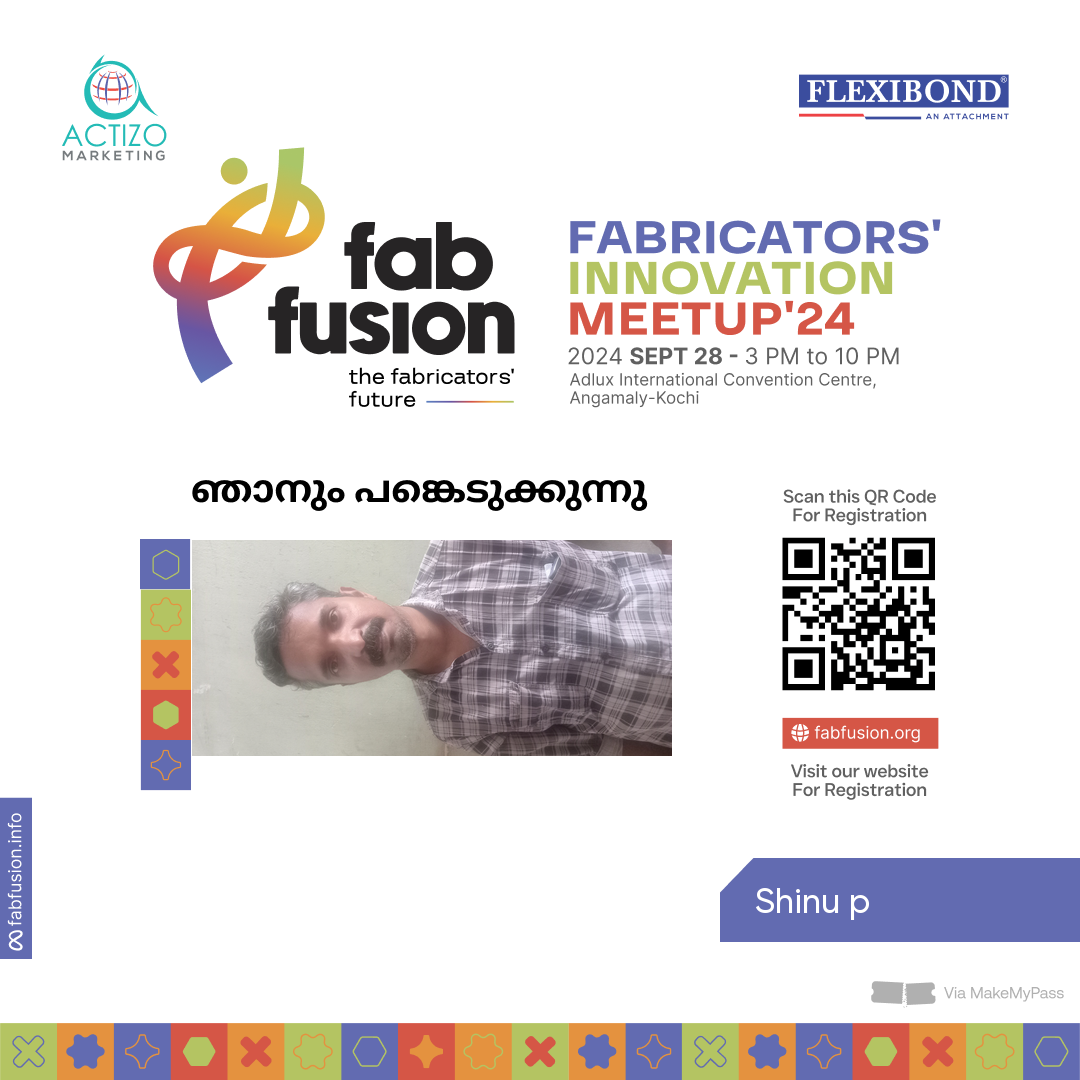 ACTIZO
MARKETING
FLEXIBOND®
AN ATTACHMENT
fab
fusion
the fabricators'
future
FABRICATORS'
INNOVATION
MEETUP'24
2024 SEPT 28 - 3 PM to 10 PM
Adlux International Convention Centre,
Angamaly-Kochi
ഞാനും പങ്കെടുക്കുന്നു
Scan this QR Code
For Registration
fabfusion.org
Visit our website
For Registration
fabfusion.info
Shinu p
Via MakeMyPass